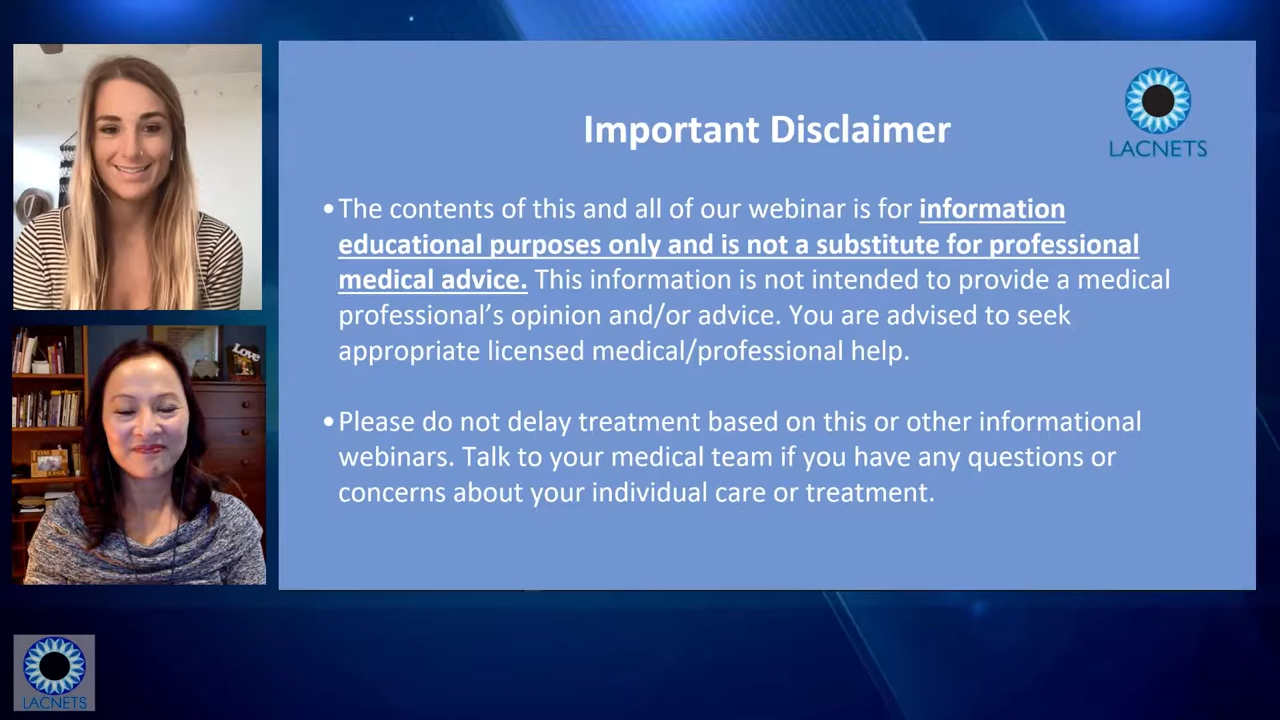 Important Disclaimer
LACNETS
•The contents of this and all of our webinar is for information
educational purposes only and is not a substitute for professional
medical advice. This information is not intended to provide a medical
professional’s opinion and/or advice. You are advised to seek
appropriate licensed medical/professional help.
•Please do not delay treatment based on this or other informational
webinars. Talk to your medical team if you have any questions or
concerns about your individual care or treatment.
Love
LACNETS